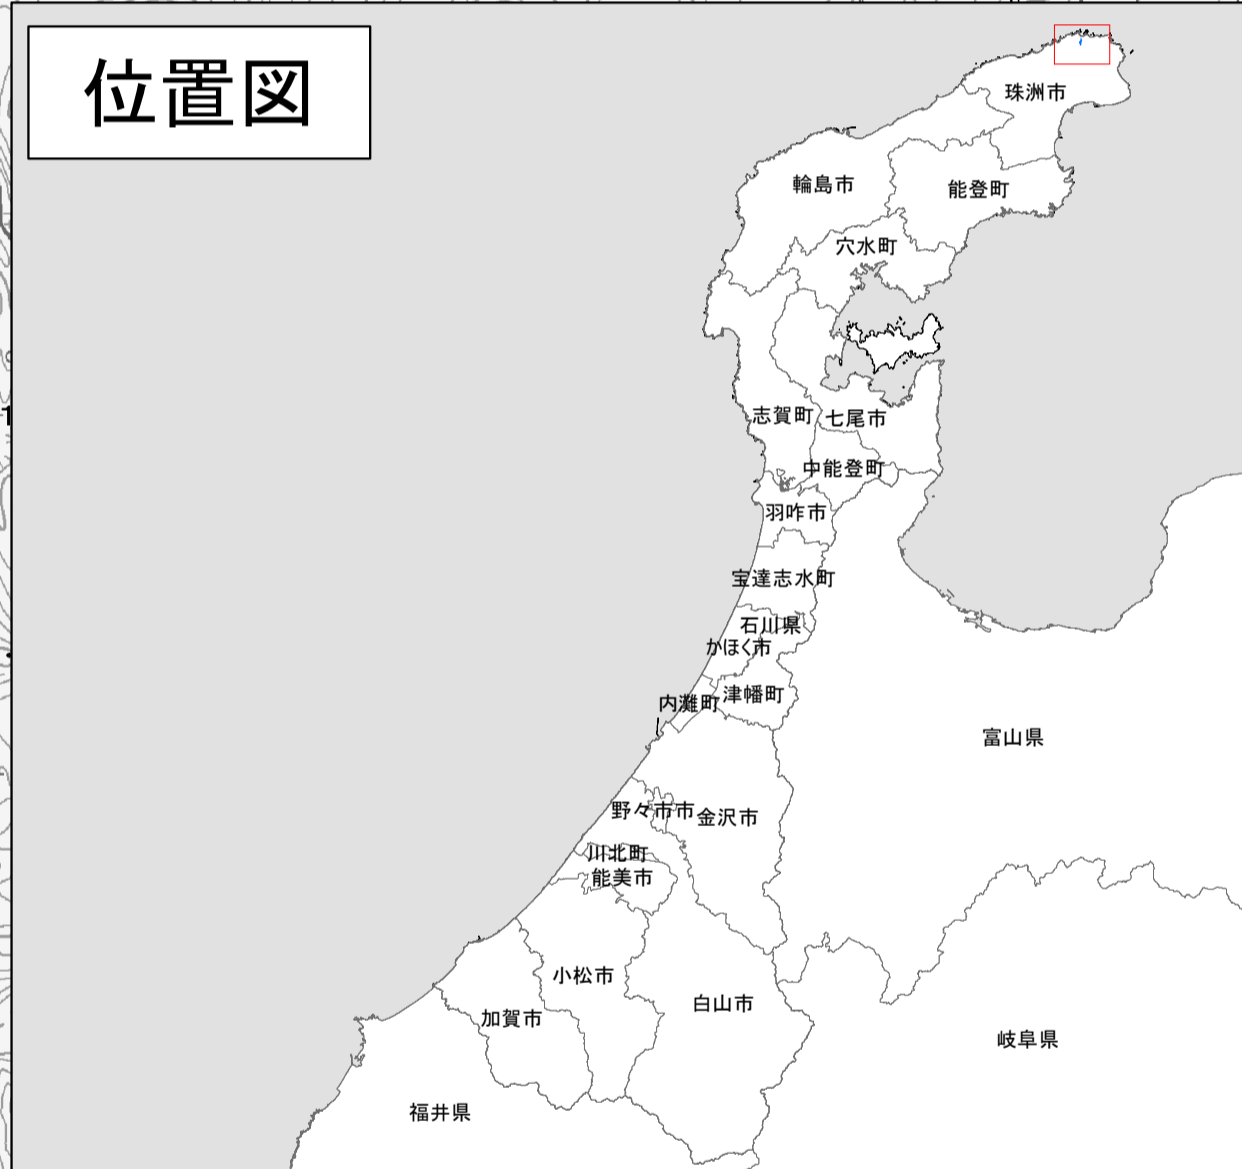 位置図
珠洲市
輪島市
能登町
穴水町
志賀町
七尾市
中能登町
羽咋市
宝達志水町
石川県
かほく市
津幡町
内灘町
富山県
野々市市
金沢市
川北町
能美市
小松市
白山市
加賀市
岐阜県
福井県